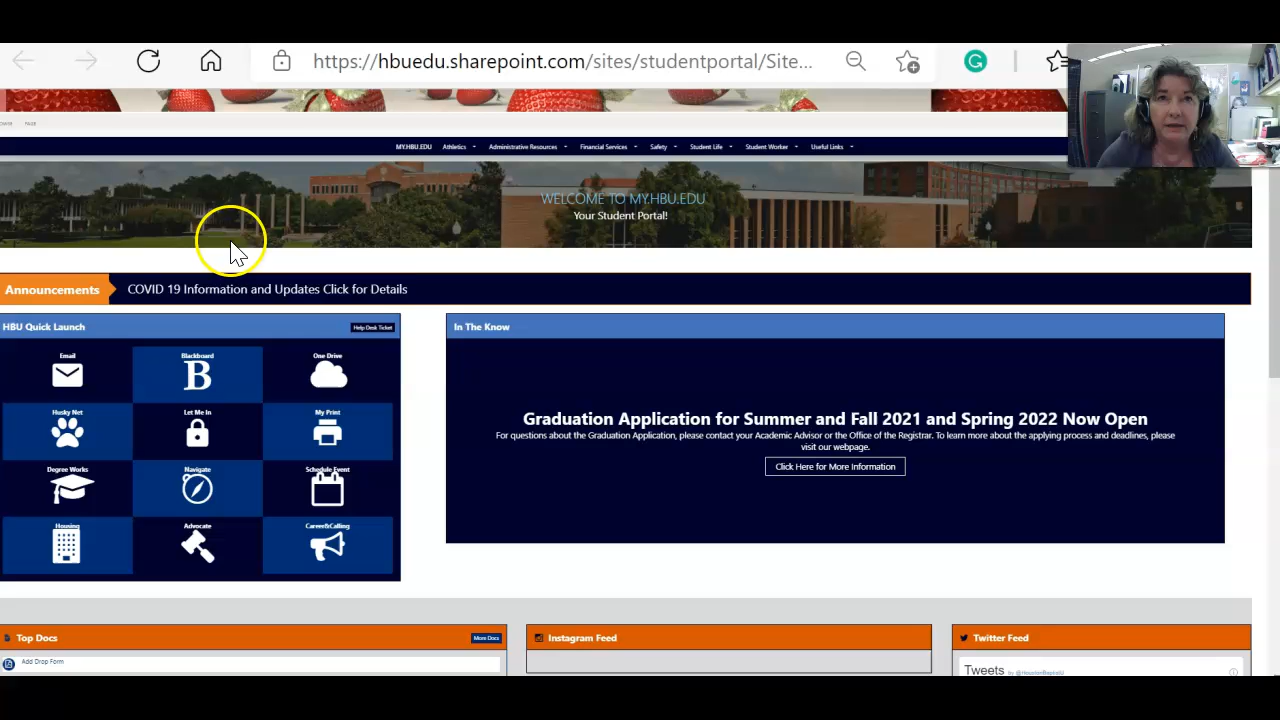 https://hbuedu.sharepoint.com/sites/studentportal/Site...
PAGE
MY.HBU.EDU Athletics Administrative Resources Financial Services Safety Student Life Student Worker Useful Links
WELCOME TO MY.HBU.EDU
Your Student Portal!
Announcements COVID 19 Information and Updates Click for Details
HBU Quick Launch Help Desk Ticket
Email Blackboard One Drive
B
Husky Net Let Me In My Print
Degree Works Navigate Schedule Event
Housing Advocate Career&Calling
In The Know
Graduation Application for Summer and Fall 2021 and Spring 2022 Now Open
For questions about the Graduation Application, please contact your Academic Advisor or the Office of the Registrar. To learn more about the applying process and deadlines, please
visit our webpage.
Click Here for More Information
Top Docs More Docs
Add Drop Form
Instagram Feed
Twitter Feed
Tweets by @HoustonBaptistU